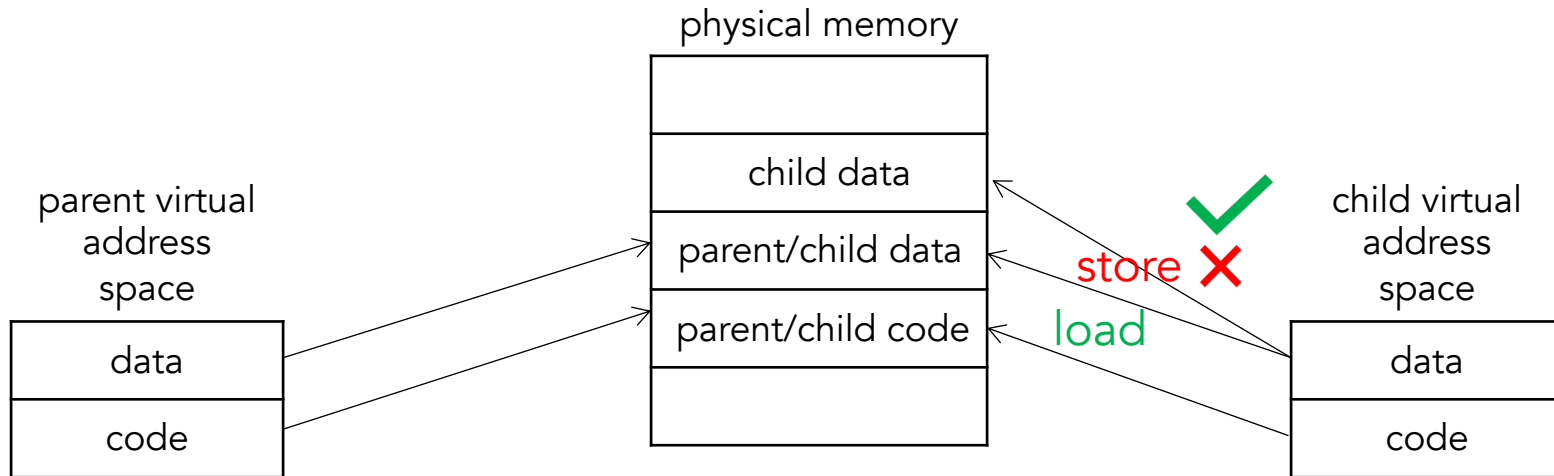 physical memory
child data
parent/child data
parent/child code
parent virtual
address
space
data
code
store
load
child virtual
address
space
data
code